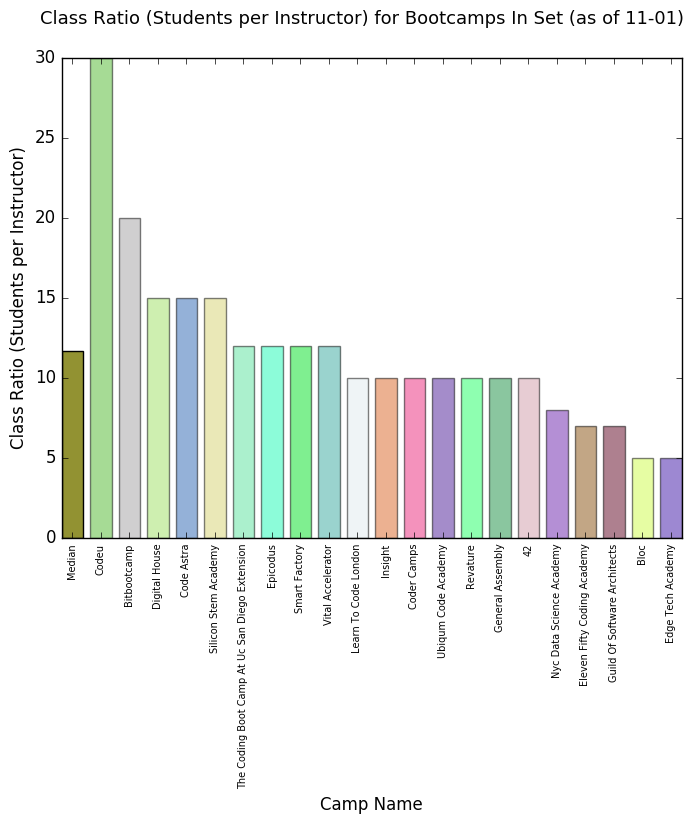 Class Ratio (Students per Instructor) for Bootcamps In Set (as of 11-01)
Class Ratio (Students per Instructor)
30
25
20
15
10
5
0
Median
Codeu
Bitbootcamp
Digital House
Code Astra
Silicon Stem Academy
The Coding Boot Camp At Uc San Diego Extension
Epicodus
Smart Factory
Vital Accelerator
Learn To Code London
Insight
Coder Camps
Ubiqum Code Academy
Revature
General Assembly
42
Nyc Data Science Academy
Eleven Fifty Coding Academy
Guild Of Software Architects
Bloc
Edge Tech Academy
Camp Name